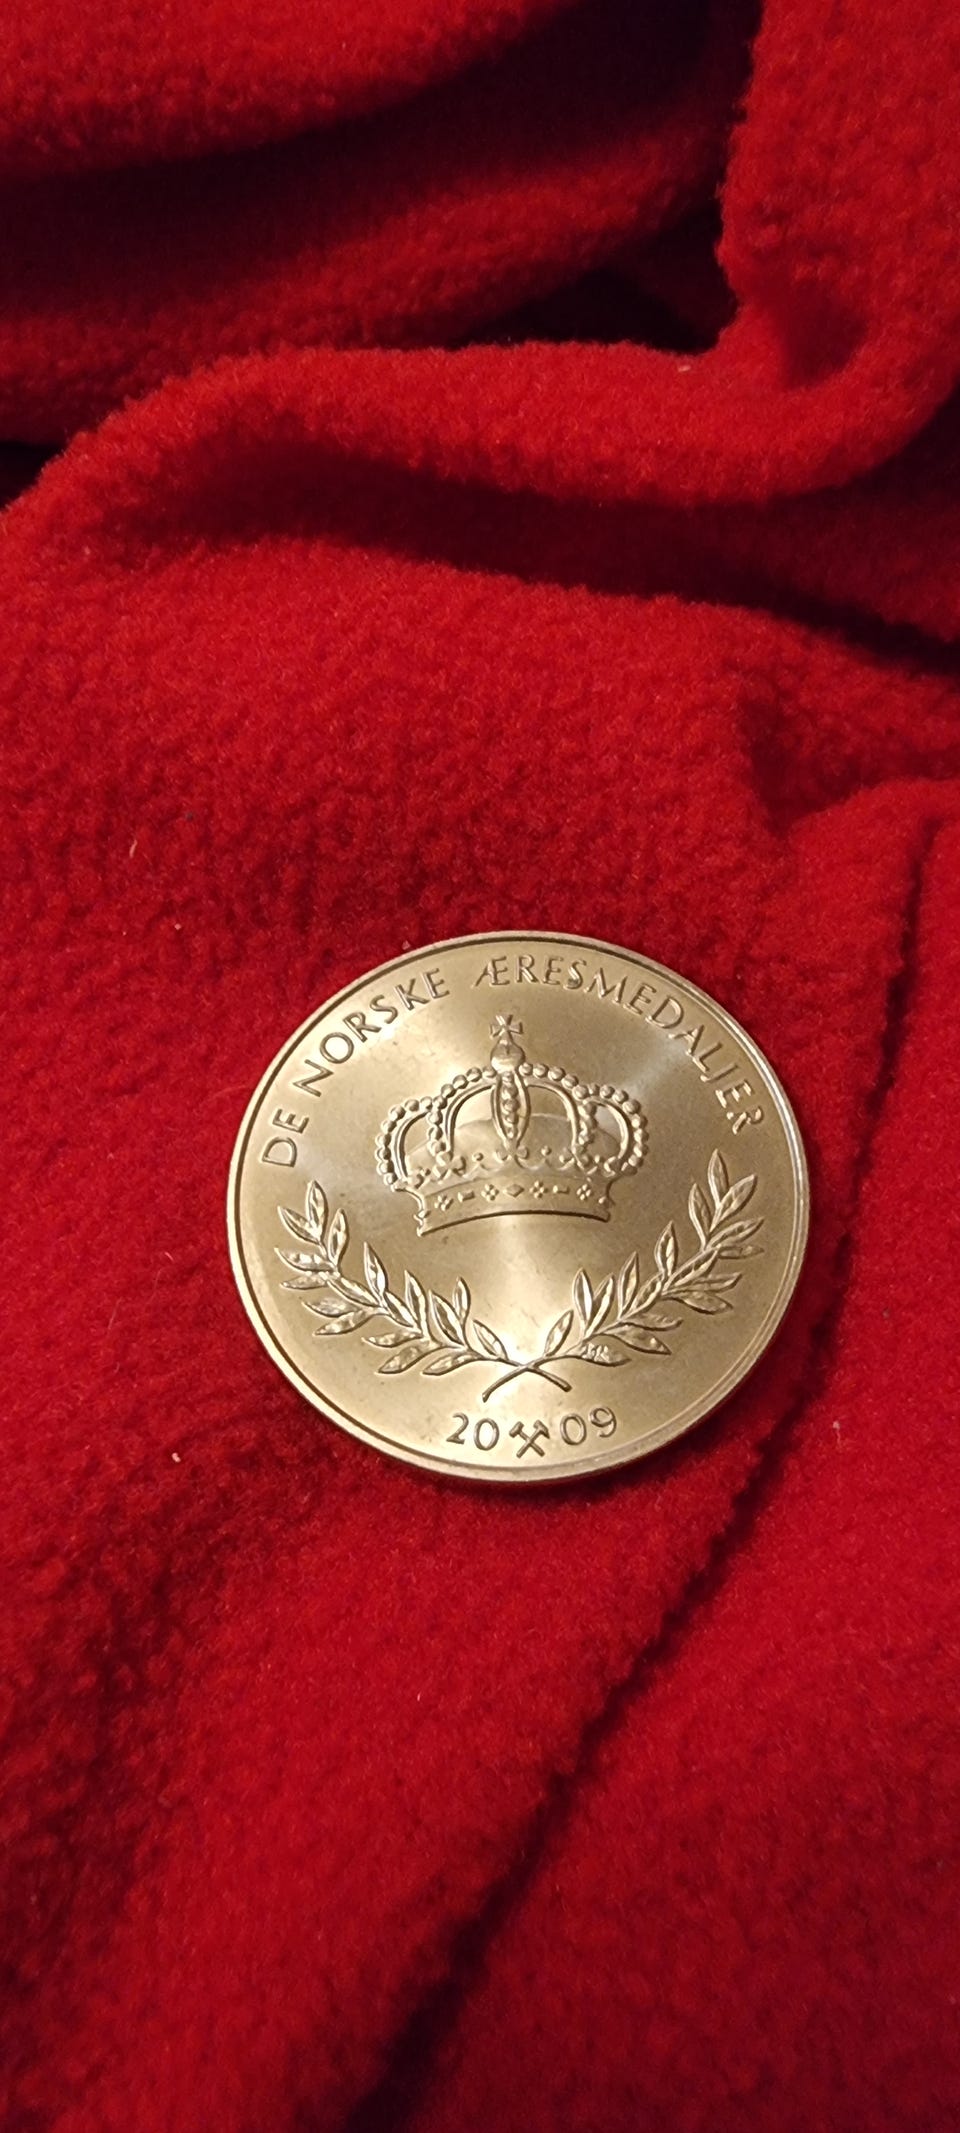 DE NORSKE ÆRESMEDALJER
20 09